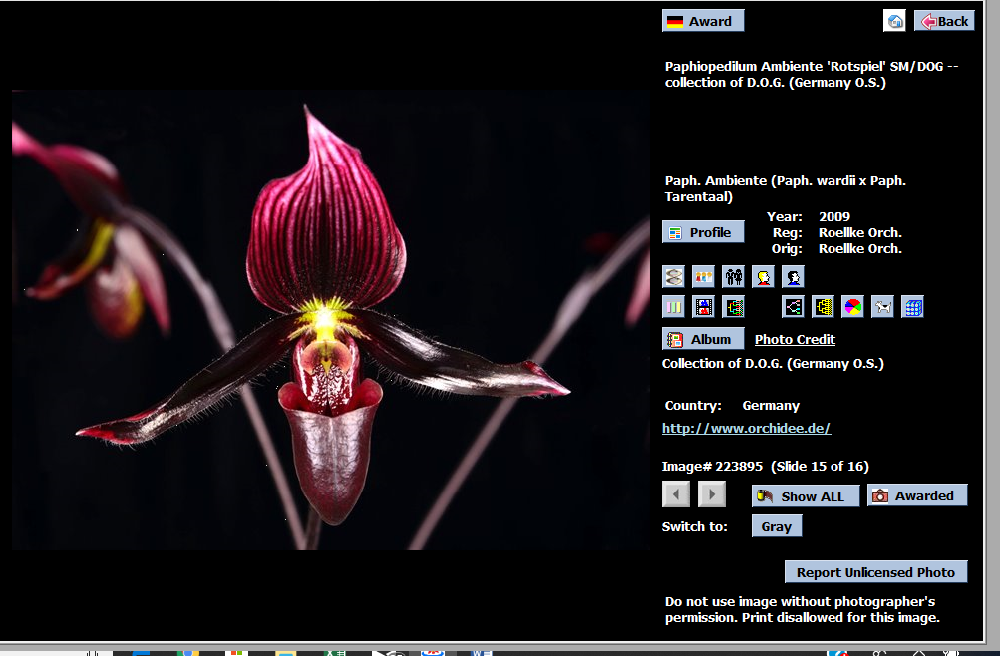 Award
Back
Paphiopedilum Ambiente 'Rotspiel' SM/DOG --
collection of D.O.G. (Germany O.S.)
Paph. Ambiente (Paph. wardii x Paph.
Tarentaal)
Year: 2009
Profile
Reg: Roellke Orch.
Orig: Roellke Orch.
Album
Photo Credit
Collection of D.O.G. (Germany O.S.)
Country: Germany
http://www.orchidee.de/
Image# 223895 (Slide 15 of 16)
Show ALL
Awarded
Switch to:
Gray
Report Unlicensed Photo
Do not use image without photographer's
permission. Print disallowed for this image.